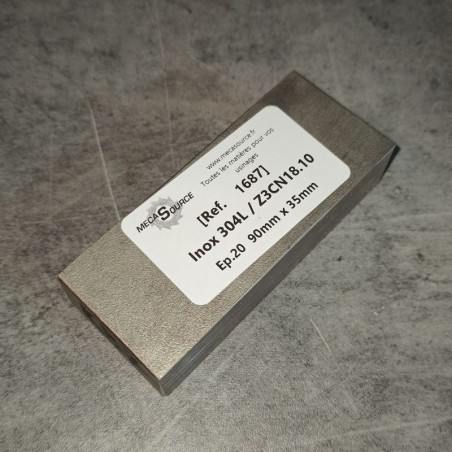 MECASOURCE
www.mecasource.fr
Toutes les matières pour vos
usinages
[Ref. 1687]
Inox 304L / Z3CN18.10
Ep.20 90mm x 35mm